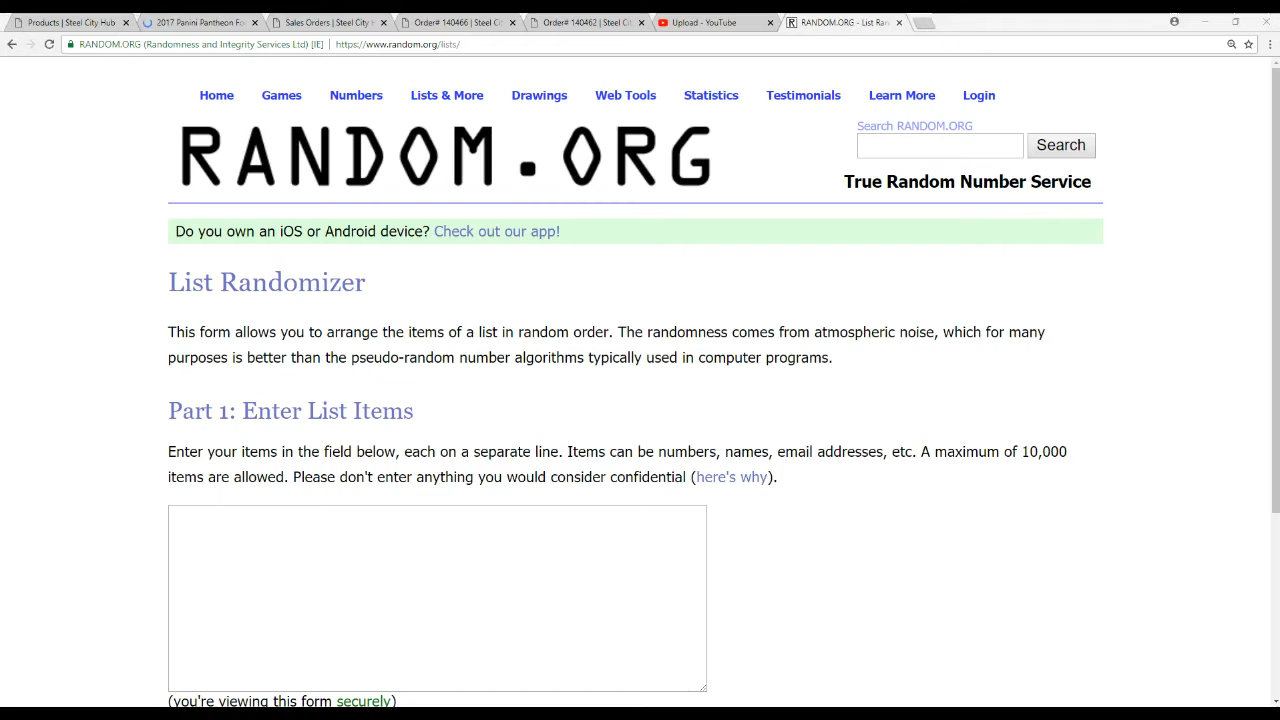 Products | Steel City Hub
2017 Panini Pantheon Foo
Sales Orders | Steel City H
Order# 140466 | Steel Cit
Order# 140462 | Steel Cit
Upload - YouTube
RANDOM.ORG - List Ran
RANDOM.ORG (Randomness and Integrity Services Ltd) [IE]
https://www.random.org/lists/
Home Games Numbers Lists & More Drawings Web Tools Statistics Testimonials Learn More Login
RANDOM.ORG
Search RANDOM.ORG
Search
True Random Number Service
Do you own an iOS or Android device? Check out our app!
List Randomizer
This form allows you to arrange the items of a list in random order. The randomness comes from atmospheric noise, which for many
purposes is better than the pseudo-random number algorithms typically used in computer programs.
Part 1: Enter List Items
Enter your items in the field below, each on a separate line. Items can be numbers, names, email addresses, etc. A maximum of 10,000
items are allowed. Please don't enter anything you would consider confidential (here's why).
(you're viewing this form securely)